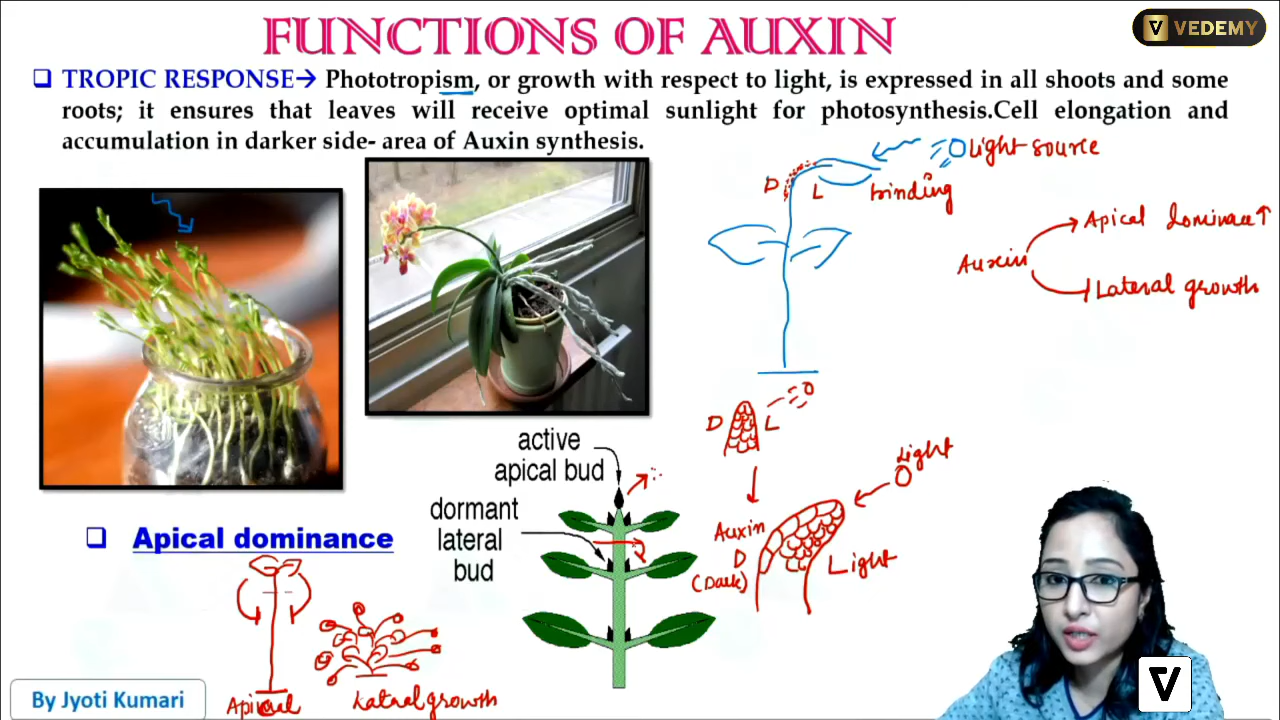 FUNCTIONS OF AUXIN
VEDEMY
TROPIC RESPONSE→ Phototropism, or growth with respect to light, is expressed in all shoots and some
roots; it ensures that leaves will receive optimal sunlight for photosynthesis.Cell elongation and
accumulation in darker side- area of Auxin synthesis.
Light source
D
L
binding
Apical dominace↑
Auxin
Lateral growth
D
L
Light
Auxin
D
(Dark)
Light
active
apical bud
dormant
lateral
bud
Apical dominance
Apical
Lateral growth
By Jyoti Kumari
V